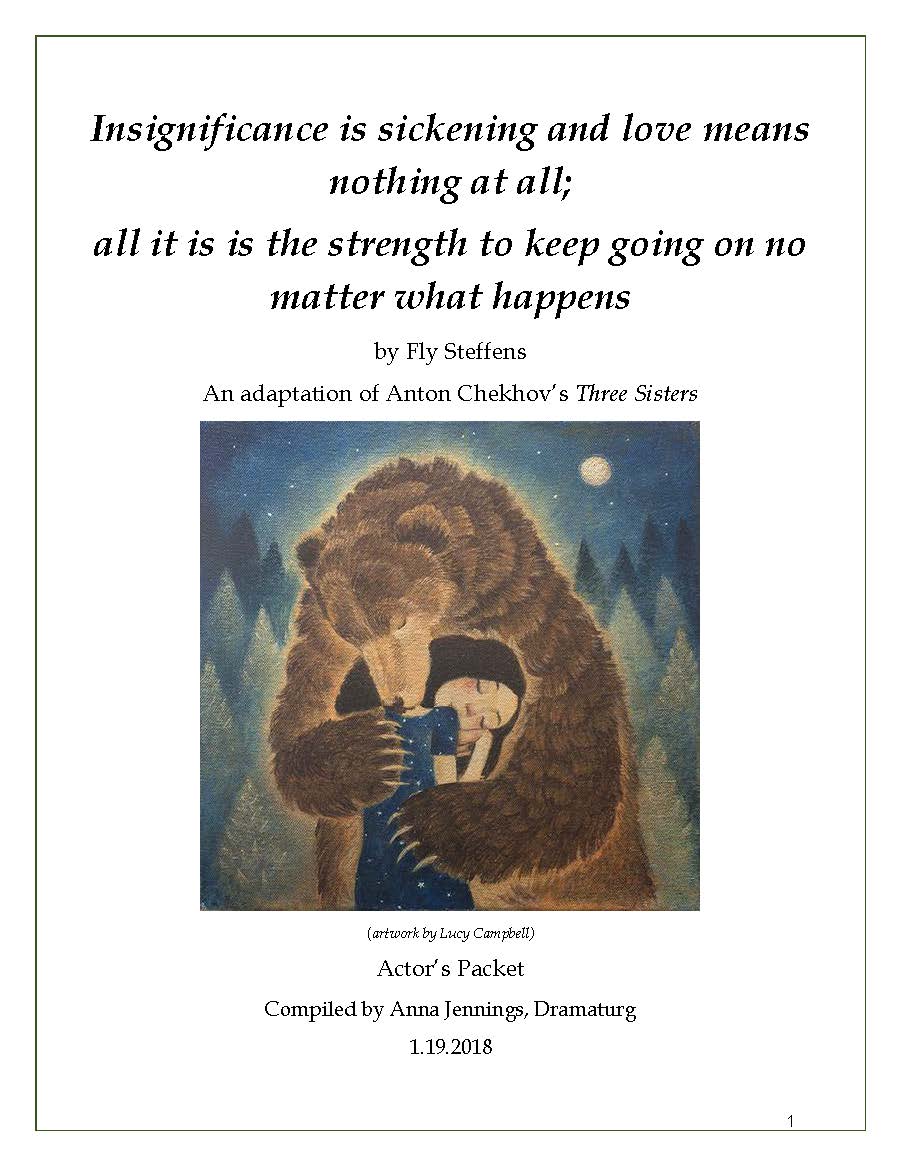 Insignificance is sickening and love means
nothing at all;
all it is is the strength to keep going on no
matter what happens
by Fly Steffens
An adaptation of Anton Chekhov’s Three Sisters
(artwork by Lucy Campbell)
Actor’s Packet
Compiled by Anna Jennings, Dramaturg
1.19.2018
1